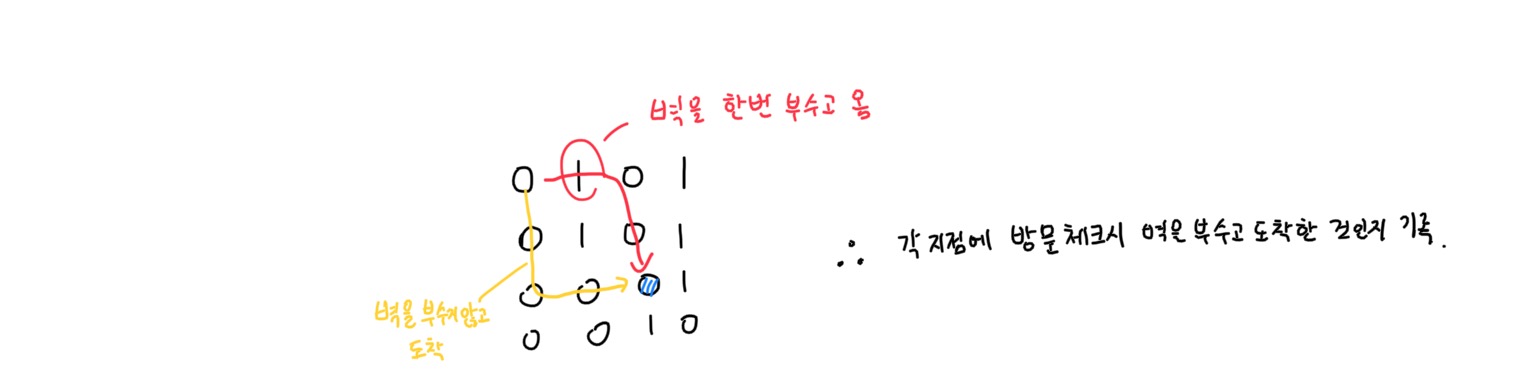 벽을 한번 부수고 옴
0 1 0 1
0 1 0 1
∴ 각 지점에 방문체크시 벽을 부수고 도착한 것인지 기록.
0 0 0 1
벽을 부수지않고
도착
0 0 1 0